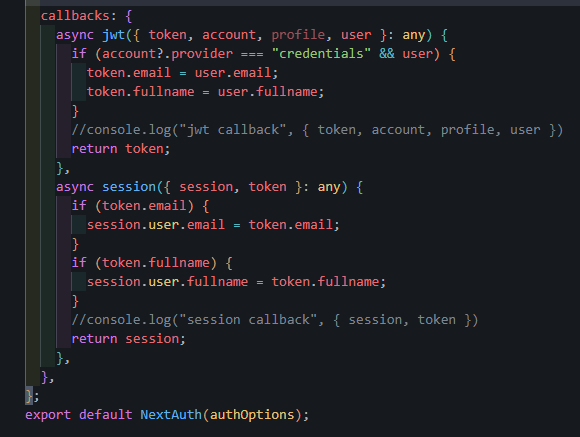 callbacks: {
async jwt({ token, account, profile, user }: any) {
if (account?.provider === "credentials" && user) {
token.email = user.email;
token.fullname = user.fullname;
}
//console.log("jwt callback", { token, account, profile, user })
return token;
},
async session({ session, token }: any) {
if (token.email) {
session.user.email = token.email;
}
if (token.fullname) {
session.user.fullname = token.fullname;
}
//console.log("session callback", { session, token })
return session;
},
},
};
export default NextAuth(authOptions);